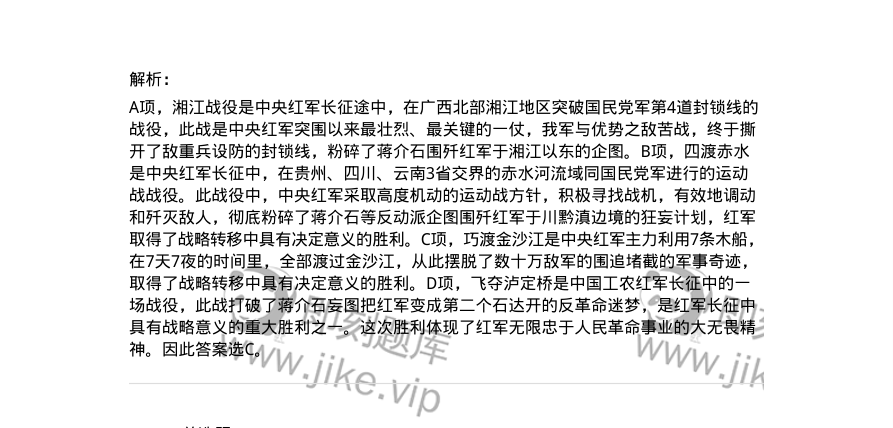 解析：
A项，湘江战役是中央红军长征途中，在广西北部湘江地区突破国民党军第4道封锁线的
战役，此战是中央红军突围以来最壮烈、最关键的一仗，我军与优势之敌苦战，终于撕
开了敌重兵设防的封锁线，粉碎了蒋介石围歼红军于湘江以东的企图。B项，四渡赤水
是中央红军长征中，在贵州、四川、云南3省交界的赤水河流域同国民党军进行的运动
战战役。此战役中，中央红军采取高度机动的运动战方针，积极寻找战机，有效地调动
和歼灭敌人，彻底粉碎了蒋介石等反动派企图围歼红军于川黔滇边境的狂妄计划，红军
取得了战略转移中具有决定意义的胜利。C项，巧渡金沙江是中央红军主力利用7条木船，
在7天7夜的时间里，全部渡过金沙江，从此摆脱了数十万敌军的围追堵截的军事奇迹，
取得了战略转移中具有决定意义的胜利。D项，飞夺泸定桥是中国工农红军长征中的一
场战役，此战打破了蒋介石妄图把红军变成第二个石达开的反革命迷梦，是红军长征中
具有战略意义的重大胜利之一。这次胜利体现了红军无限忠于人民革命事业的大无畏精
神。因此答案选C。
即刻题库
www.jike.vip
即刻
www.jik